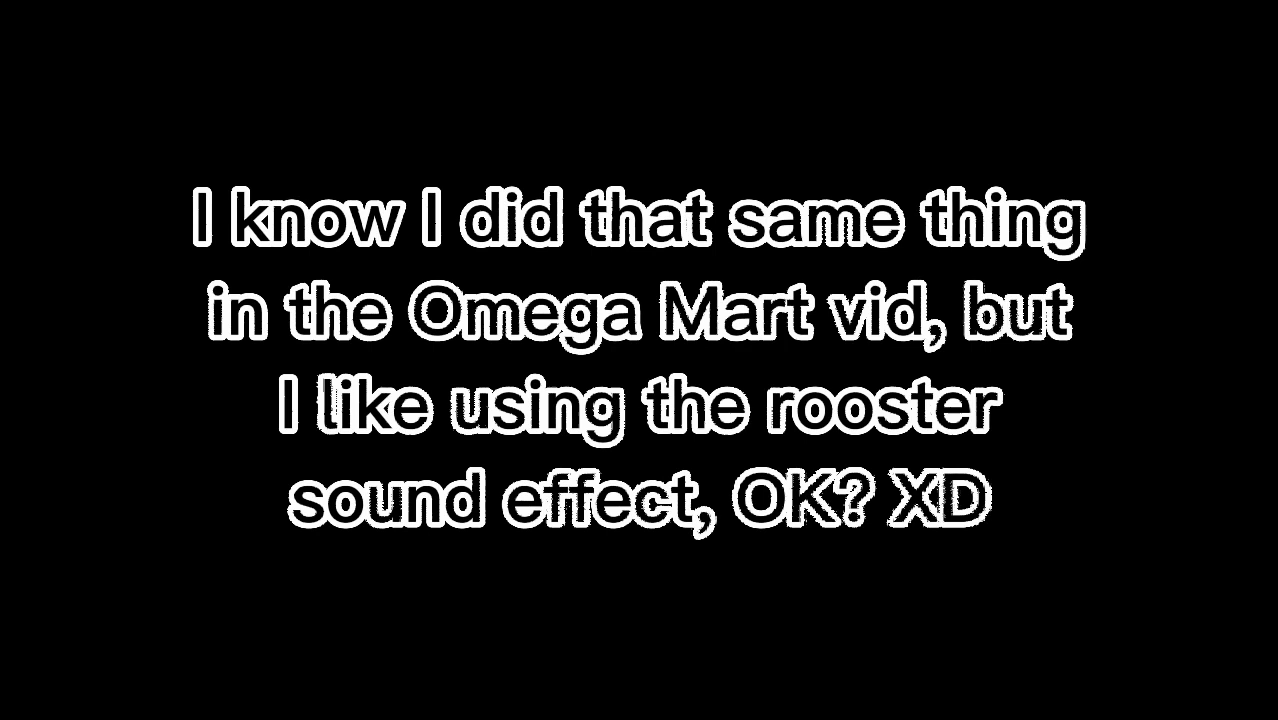 I know I did that same thing
in the Omega Mart vid, but
I like using the rooster
sound effect, OK? XD